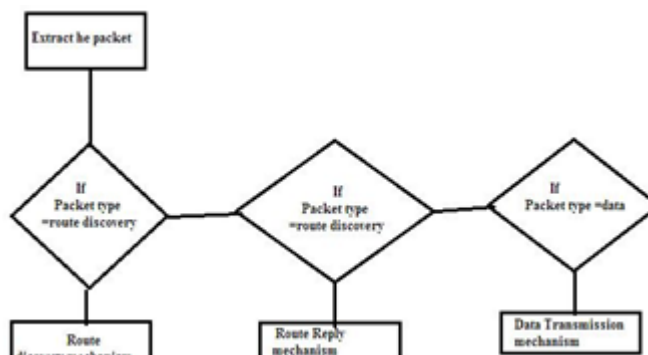 Extract he packet
If
Packet type
=route discovery
If
Packet type
=route discovery
If
Packet type =data
Route
Route Reply
mechanism
Data Transmission
mechanism